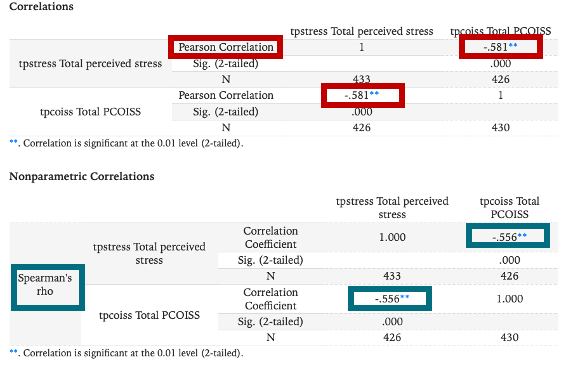 Correlations
tpstress Total perceived stress tpcoiss Total PCOISS
tpstress Total perceived stress Pearson Correlation 1 -.581**
Sig. (2-tailed) .000
N 433 426
tpcoiss Total PCOISS Pearson Correlation -.581** 1
Sig. (2-tailed) .000
N 426 430
**. Correlation is significant at the 0.01 level (2-tailed).
Nonparametric Correlations
tpstress Total perceived tpcoiss Total
stress PCOISS
Spearman's rho tpstress Total perceived stress Correlation Coefficient 1.000 -.556**
Sig. (2-tailed) .000
N 433 426
tpcoiss Total PCOISS Correlation Coefficient -.556** 1.000
Sig. (2-tailed) .000
N 426 430
**. Correlation is significant at the 0.01 level (2-tailed).